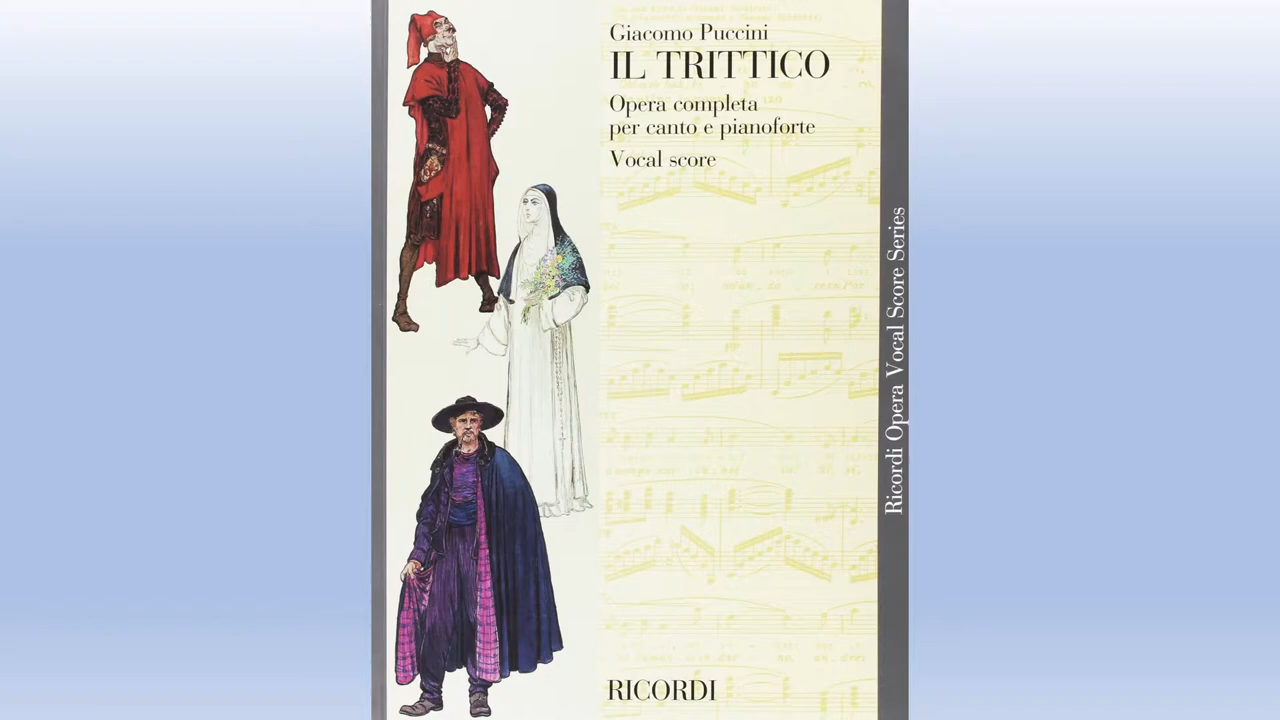 Giacomo Puccini
IL TRITTICO
Opera completa
per canto e pianoforte
Vocal score
Ricordi Opera Vocal Score Series
RICORDI